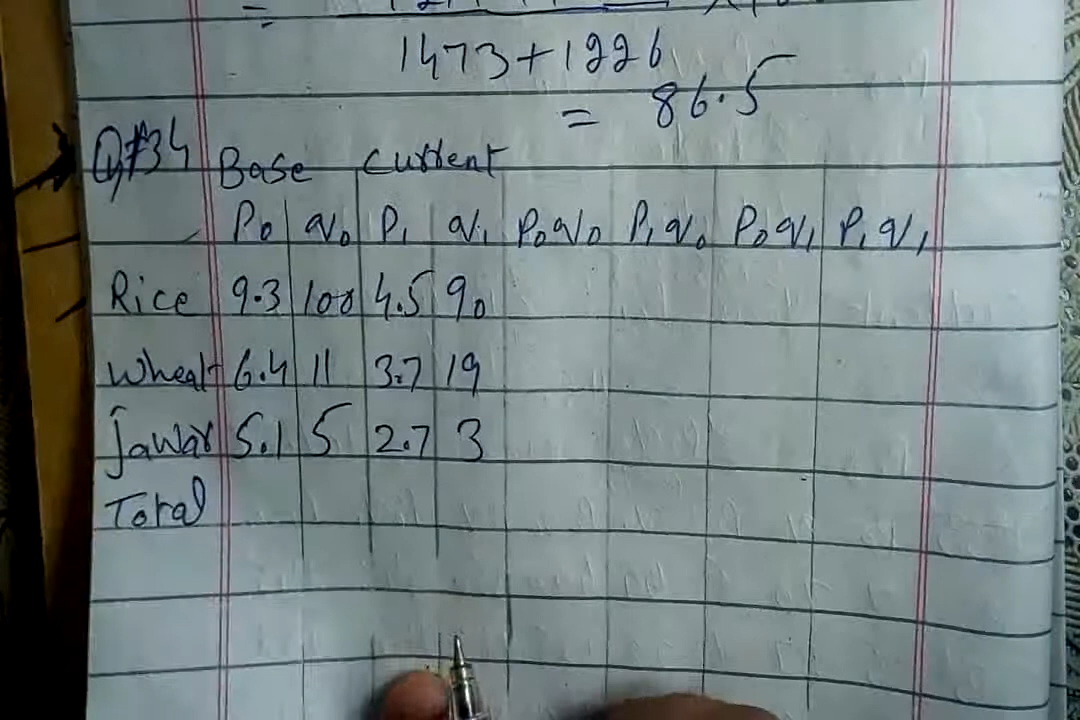 =
1473+1226
= 86.5
Q#34 Base Current
P0 q0 P1 q1 P0q0 P1q0 P0q1 P1q1
Rice 9.3 100 4.5 90
Wheat 6.4 11 3.7 19
jawar 5.1 5 2.7 3
Total